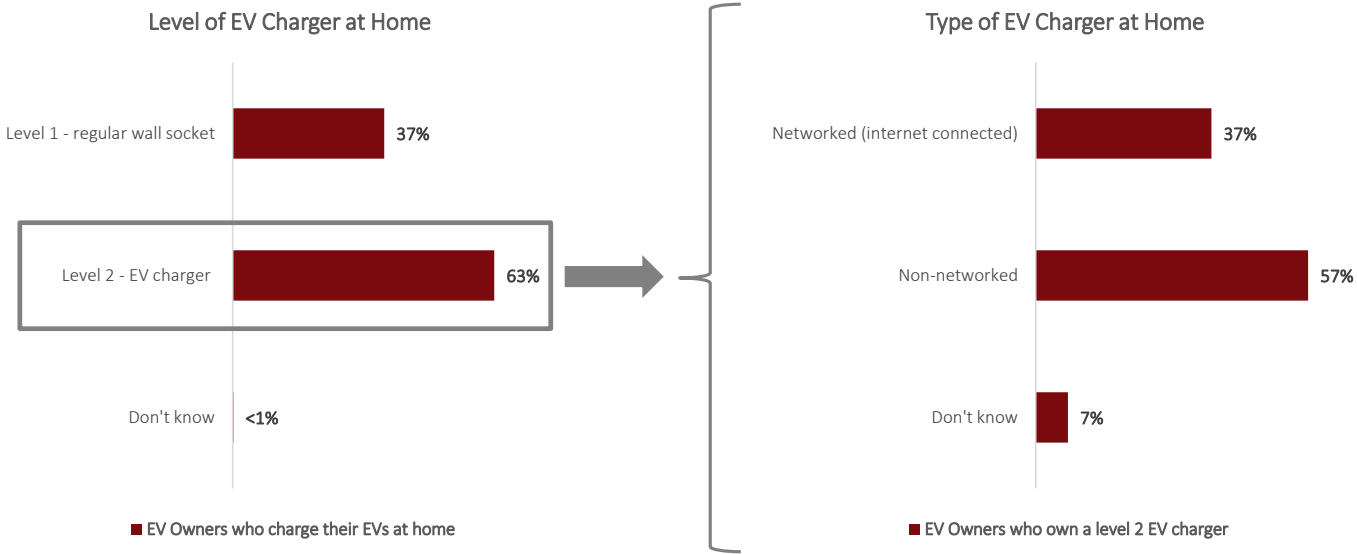 Level of EV Charger at Home
Level 1 - regular wall socket
37%
Level 2 - EV charger
63%
Don't know
<1%
EV Owners who charge their EVs at home
Type of EV Charger at Home
Networked (internet connected)
37%
Non-networked
57%
Don't know
7%
EV Owners who own a level 2 EV charger